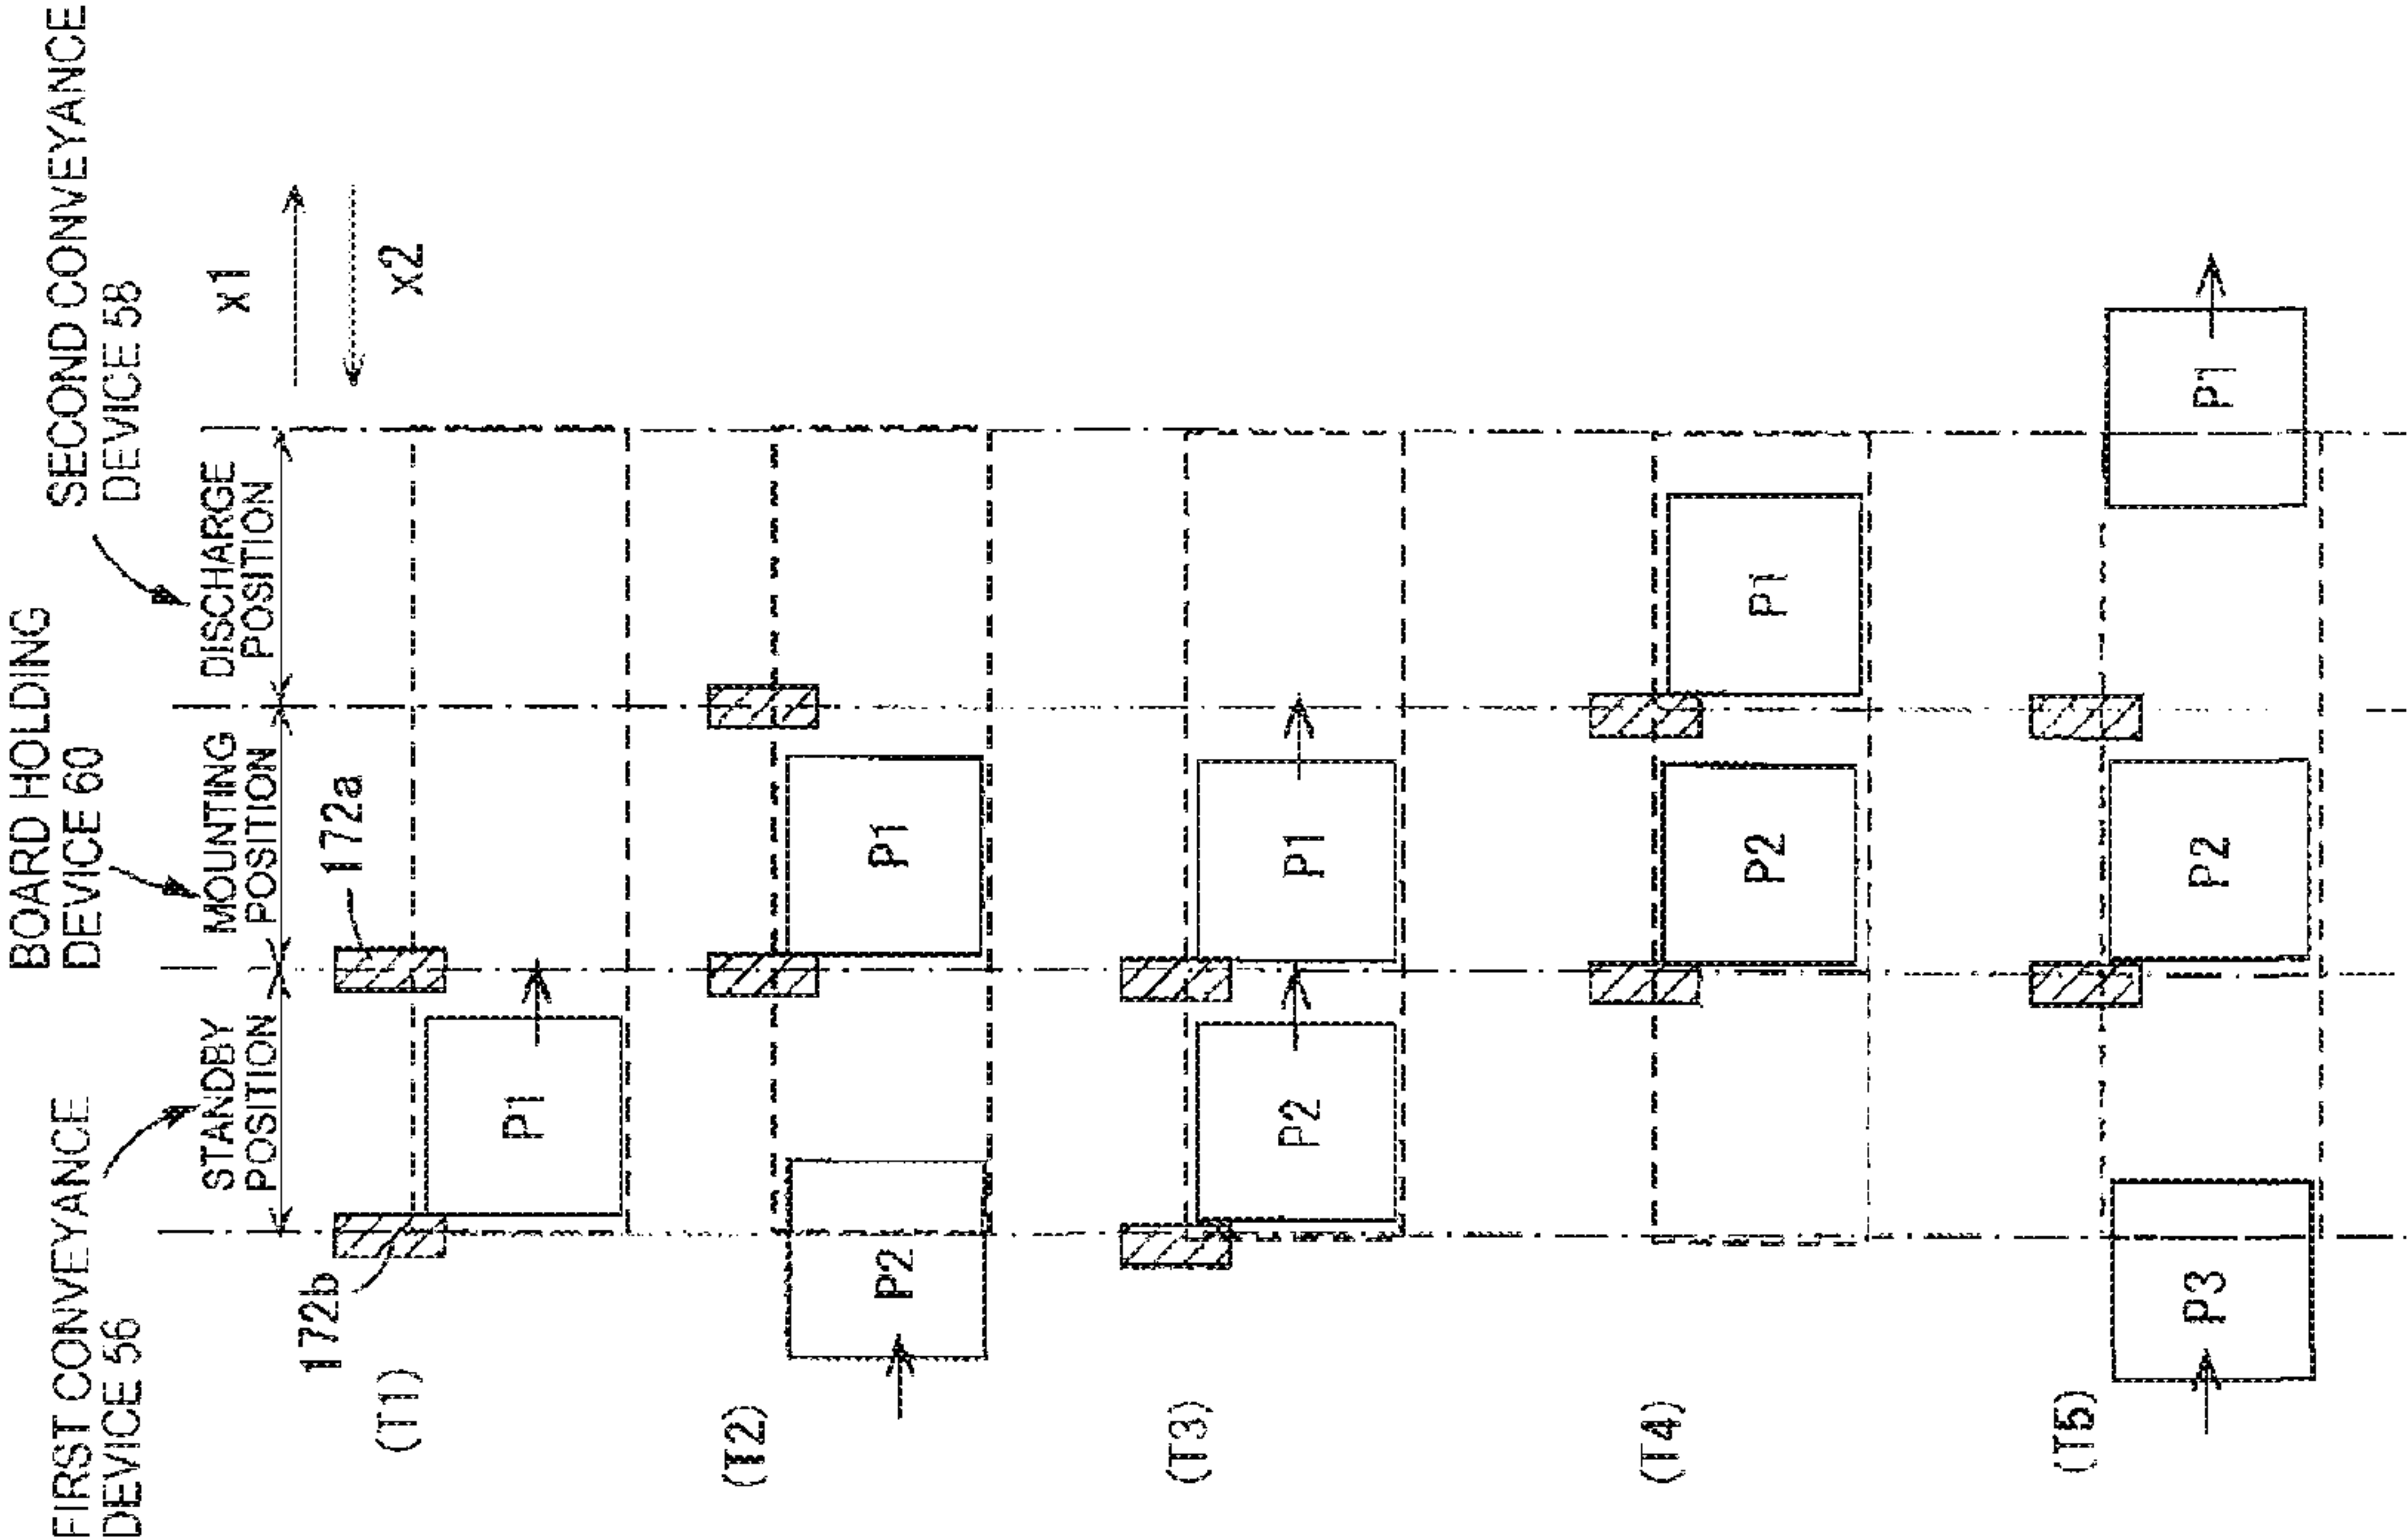 FIRST CONVEYANCE
DEVICE 56
BOARD HOLDING
DEVICE 60
SECOND CONVEYANCE
DEVICE 58
STANDBY
POSITION
MOUNTING
POSITION
DISCHARGE
POSITION
x1
x2
172b
172a
(T1)
P1
(T2)
P2
P1
(T3)
P2
P1
(T4)
P2
P1
(T5)
P3
P2
P1